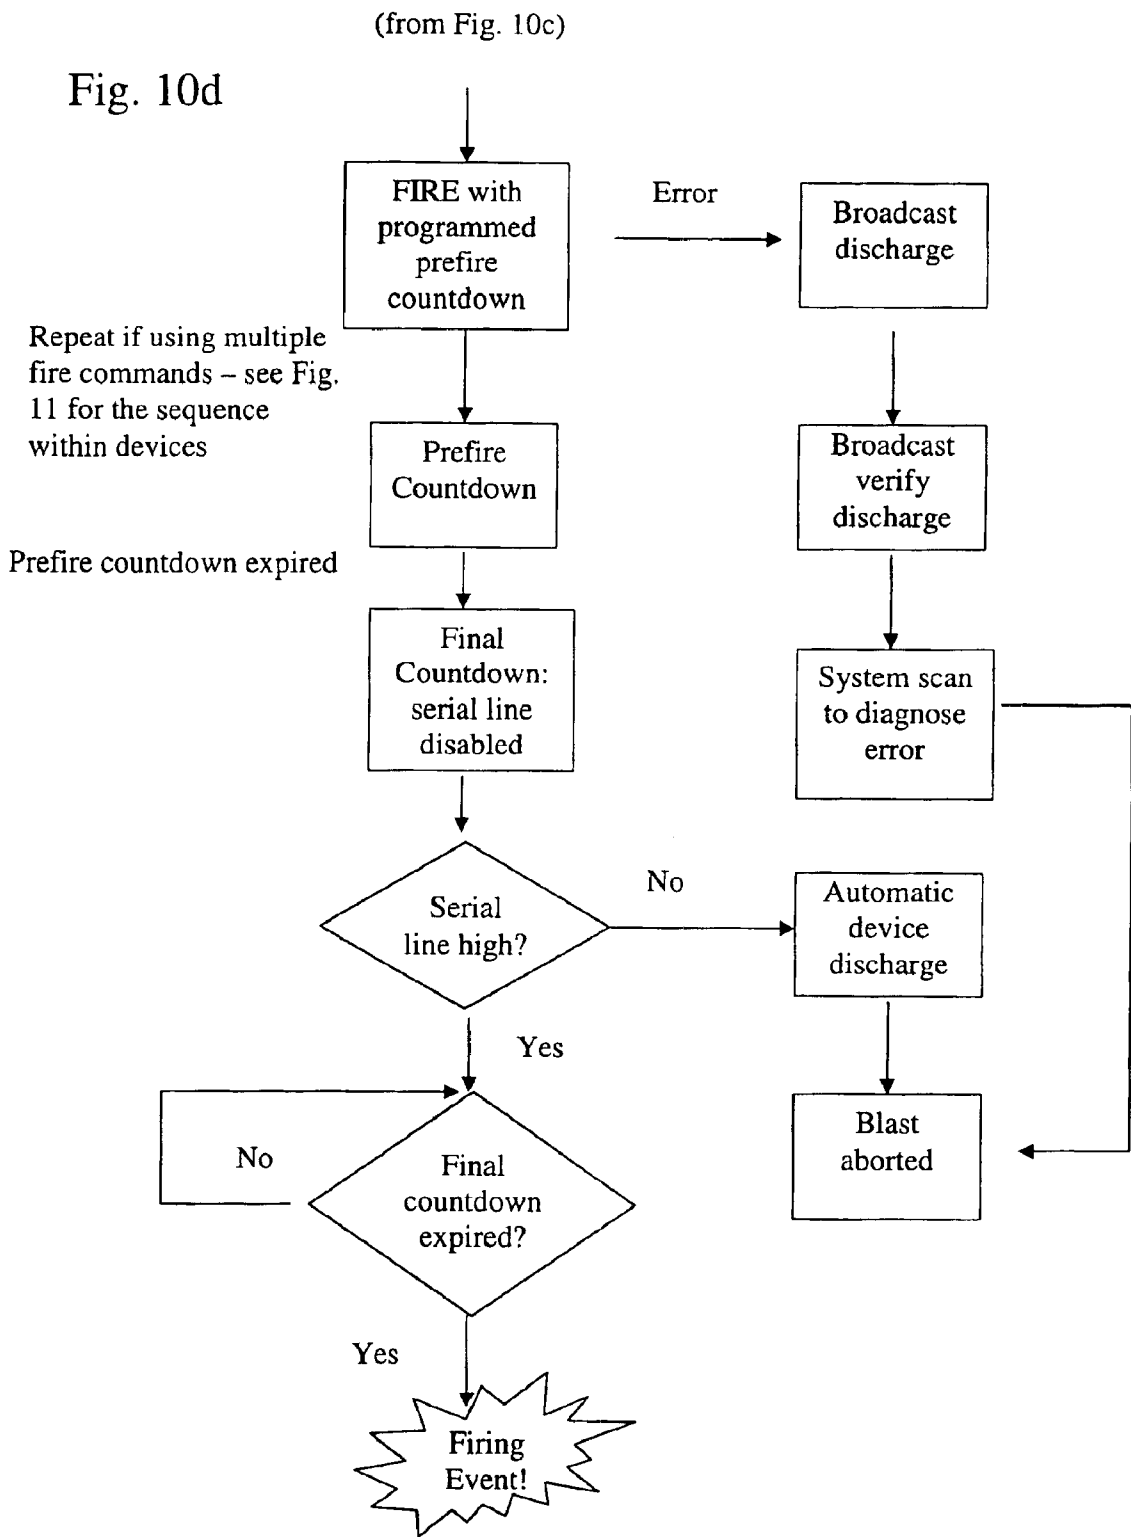 (from Fig. 10c)
Fig. 10d
FIRE with
programmed
prefire
countdown
Error
Broadcast
discharge
Repeat if using multiple
fire commands – see Fig.
11 for the sequence
within devices
Prefire
Countdown
Broadcast
verify
discharge
Prefire countdown expired
Final
Countdown:
serial line
disabled
System scan
to diagnose
error
Serial
line high?
No
Automatic
device
discharge
Yes
Blast
aborted
No
Final
countdown
expired?
Yes
Firing
Event!